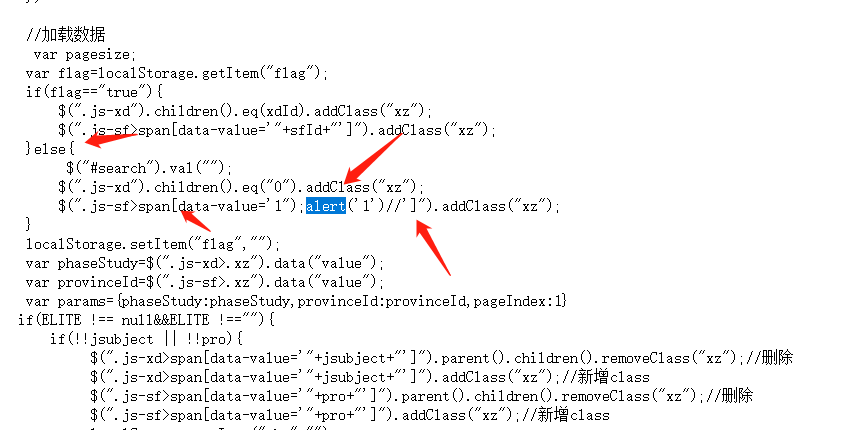 //加载数据
var pagesize;
var flag=localStorage.getItem("flag");
if(flag=="true"){
$(".js-xd").children().eq(xdId).addClass("xz");
$(".js-sf>span[data-value='"+sfId+"']").addClass("xz");
}else{
$("#search").val("");
$(".js-xd").children().eq("0").addClass("xz");
$(".js-sf>span[data-value='1");alert('1')//']").addClass("xz");
}
localStorage.setItem("flag","");
var phaseStudy=$(".js-xd>.xz").data("value");
var provinceId=$(".js-sf>.xz").data("value");
var params={phaseStudy:phaseStudy,provinceId:provinceId,pageIndex:1}
if(ELITE !== null&&ELITE !==""){
if(!!jsubject || !!pro){
$(".js-xd>span[data-value='"+jsubject+"']").parent().children().removeClass("xz");//删除
$(".js-xd>span[data-value='"+jsubject+"']").addClass("xz");//新增class
$(".js-sf>span[data-value='"+pro+"']").parent().children().removeClass("xz");//删除
$(".js-sf>span[data-value='"+pro+"']").addClass("xz");//新增class